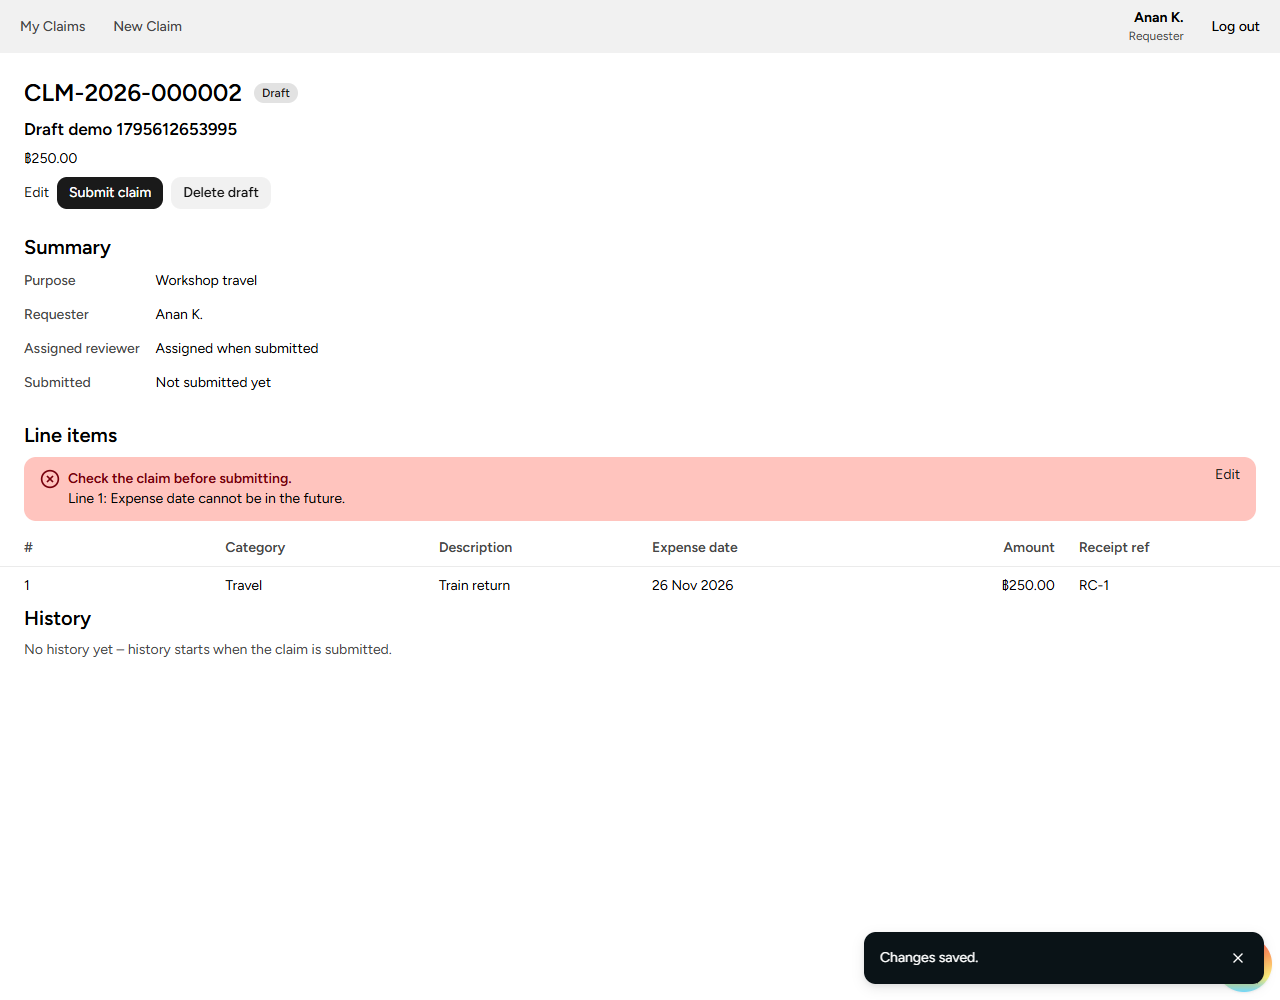 My Claims New Claim Anan K. Log out
Requester
CLM-2026-000002 Draft
Draft demo 1795612653995
฿250.00
Edit Submit claim Delete draft
Summary
Purpose Workshop travel
Requester Anan K.
Assigned reviewer Assigned when submitted
Submitted Not submitted yet
Line items
Check the claim before submitting. Edit
Line 1: Expense date cannot be in the future.
# Category Description Expense date Amount Receipt ref
1 Travel Train return 26 Nov 2026 ฿250.00 RC-1
History
No history yet – history starts when the claim is submitted.
Changes saved.